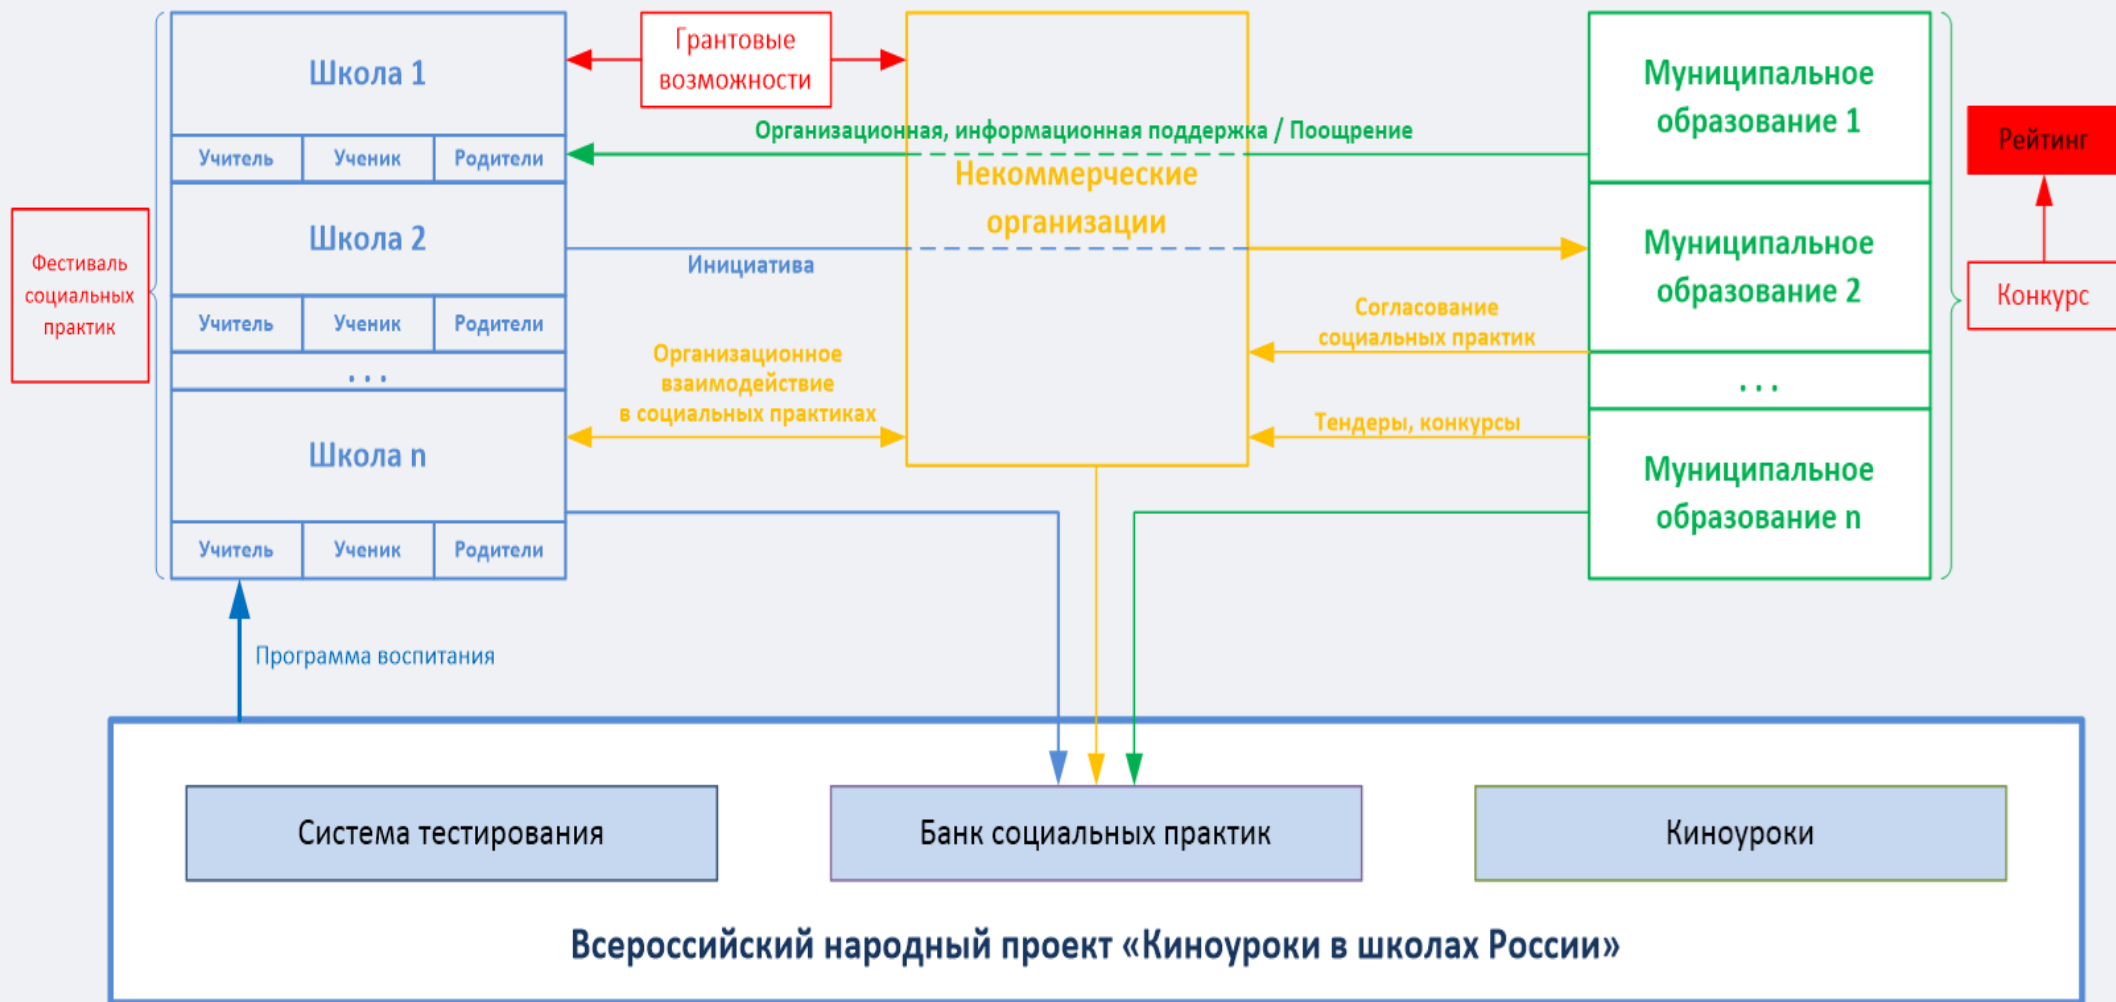 Школа 1
Учитель
Ученик
Родители
Школа 2
Учитель
Ученик
Родители
...
Школа n
Учитель
Ученик
Родители
Фестиваль
социальных
практик
Грантовые
возможности
Организационная, информационная поддержка / Поощрение
Некоммерческие
организации
Инициатива
Согласование
социальных практик
Организационное
взаимодействие
в социальных практиках
Тендеры, конкурсы
Муниципальное
образование 1
Муниципальное
образование 2
...
Муниципальное
образование n
Рейтинг
Конкурс
Программа воспитания
Система тестирования
Банк социальных практик
Киноуроки
Всероссийский народный проект «Киноуроки в школах России»